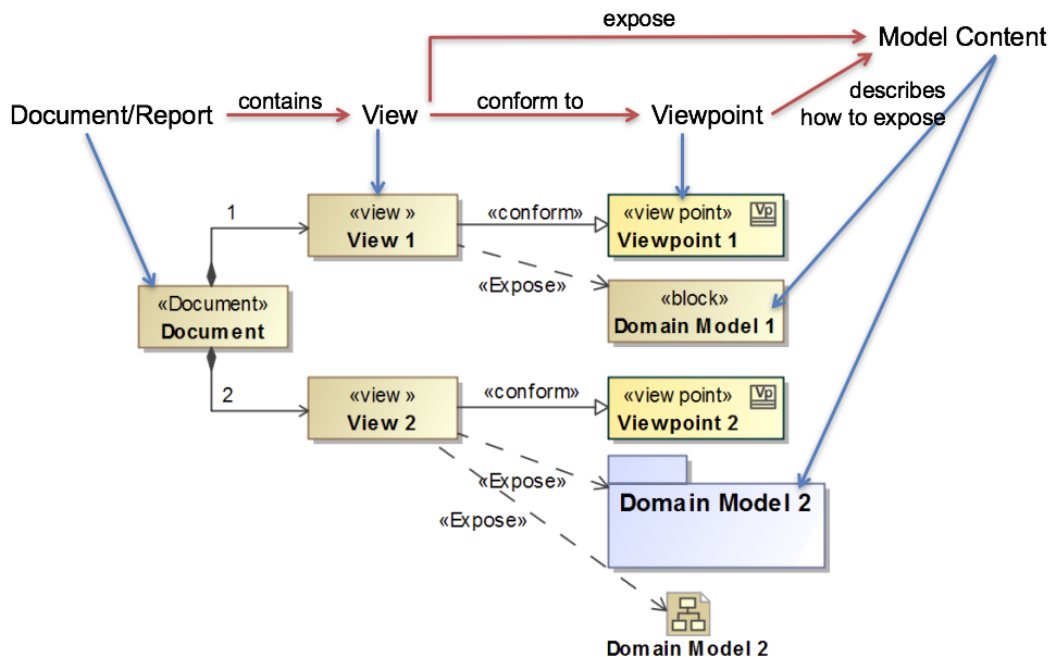 expose
Model Content
Document/Report
contains
View
conform to
Viewpoint
describes
how to expose
1
«view »
View 1
«conform»
«view point»
Vp
Viewpoint 1
«Expose»
«block»
Domain Model 1
«Document»
Document
2
«view »
View 2
«conform»
«view point»
Vp
Viewpoint 2
«Expose»
Domain Model 2
«Expose»
Domain Model 2